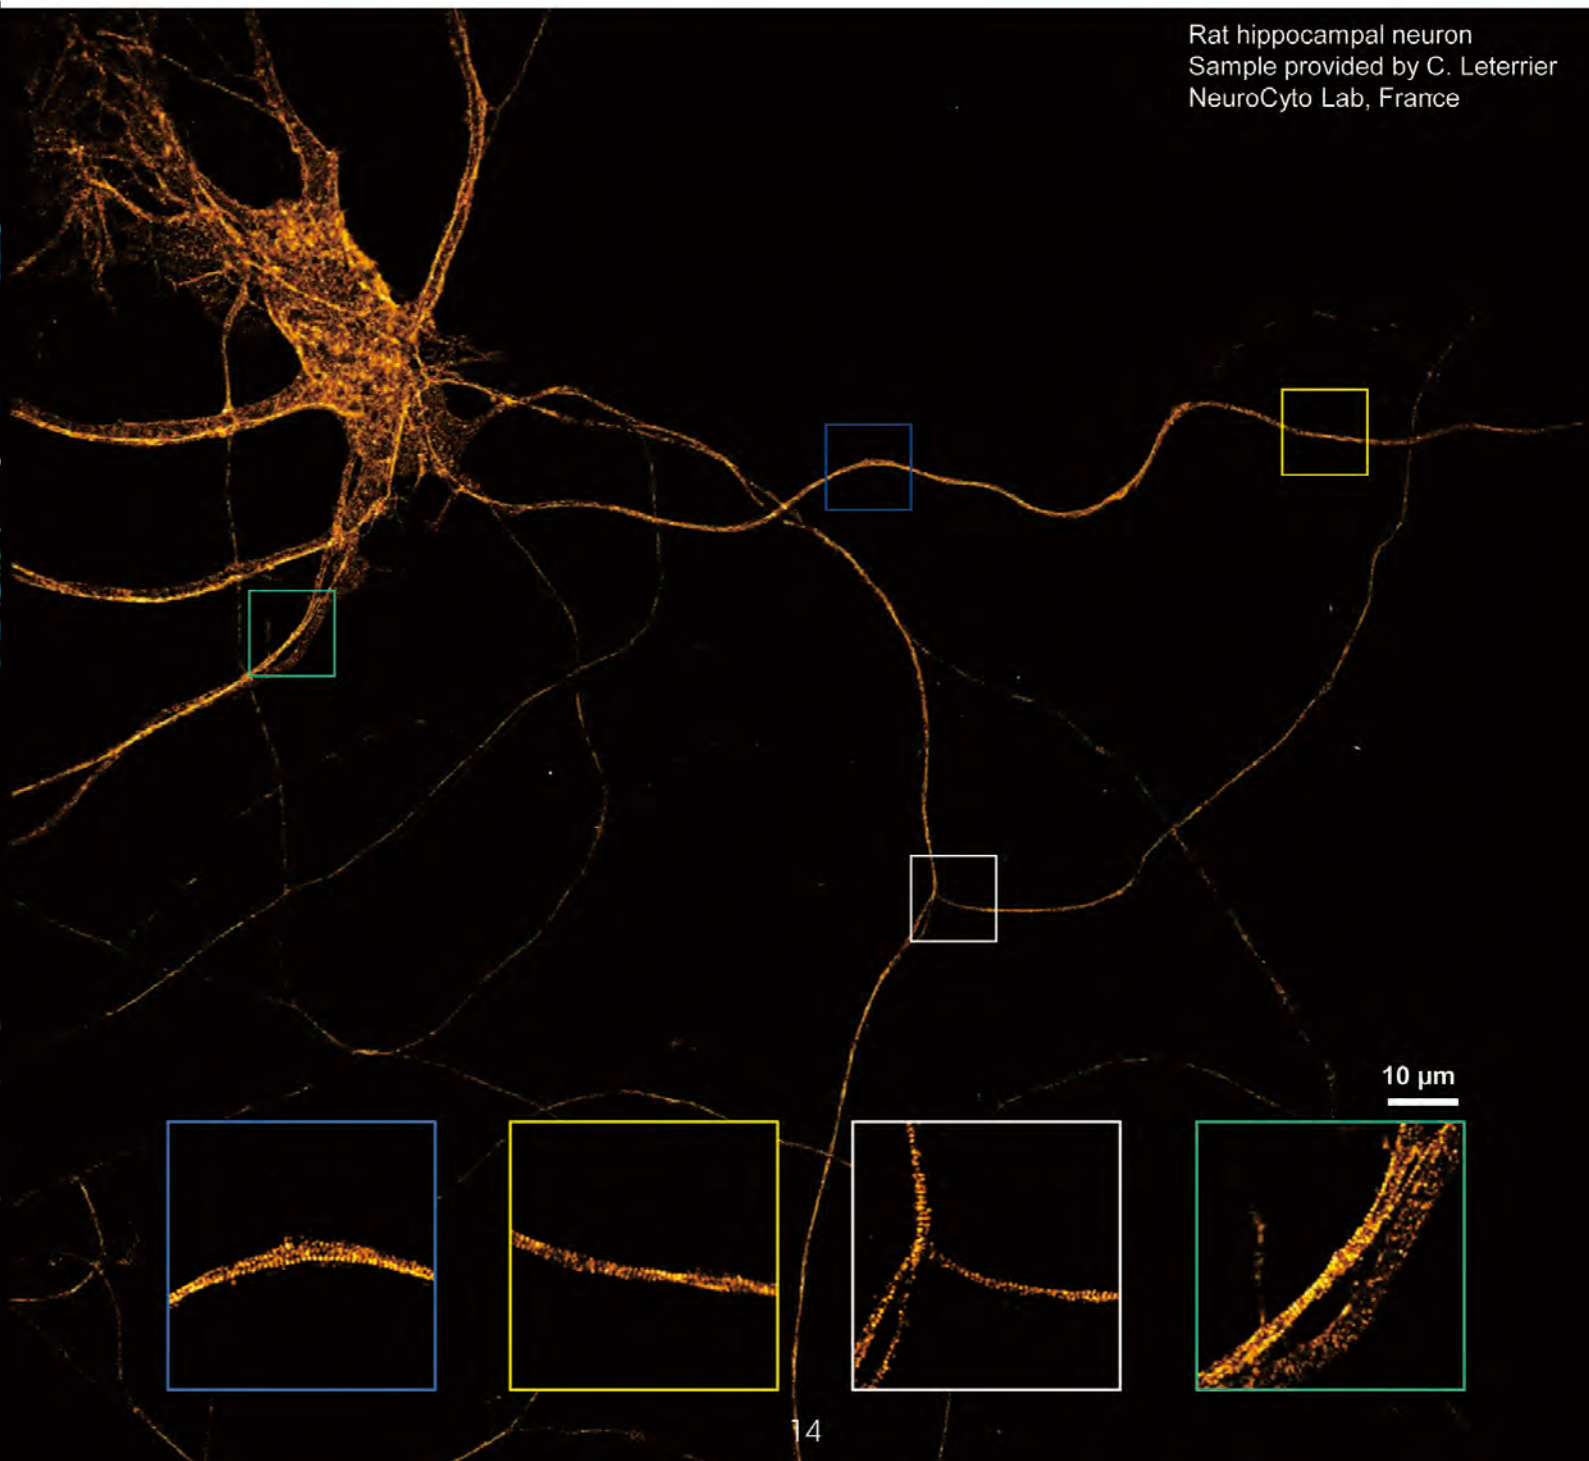 Rat hippocampal neuron
Sample provided by C. Leterrier
NeuroCyto Lab, France
10 µm
14